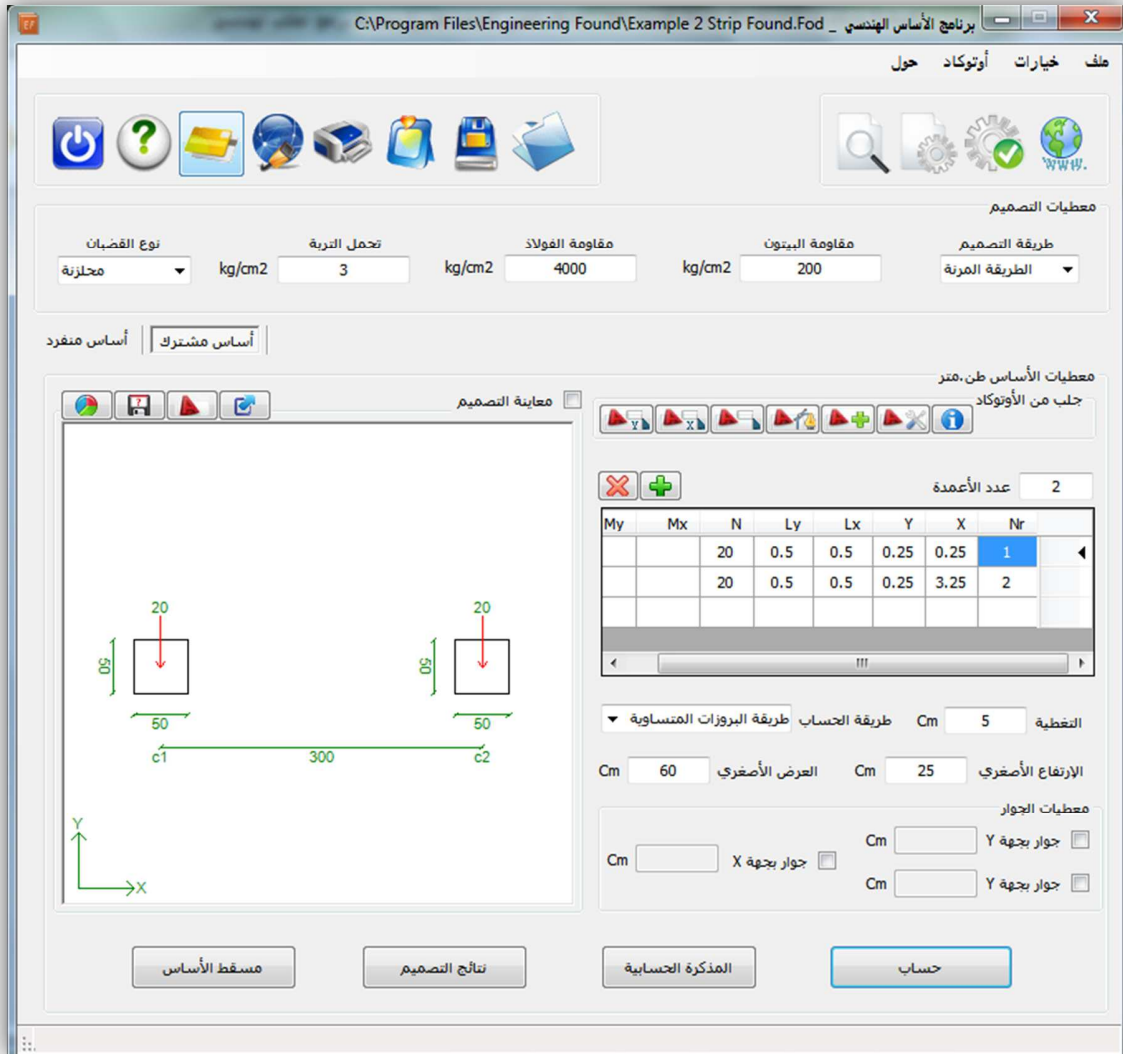 برنامج الأساس الهندسي _ C:\Program Files\Engineering Found\Example 2 Strip Found.Fod
ملف خيارات أوتوكاد حول
WWW.
معطيات التصميم
طريقة التصميم مقاومة البيتون مقاومة الفولاذ تحمل التربة نوع القضبان
الطريقة المرنة 200 kg/cm2 4000 kg/cm2 3 kg/cm2 محلزنة
أساس مشترك أساس منفرد
معطيات الأساس طن.متر
جلب من الأوتوكاد
معاينة التصميم
عدد الأعمدة 2
My Mx N Ly Lx Y X Nr
20 0.5 0.5 0.25 0.25 1
20 0.5 0.5 0.25 3.25 2
20 20
50 50
50 50
c1 300 c2
Y
X
التغطية 5 Cm طريقة الحساب طريقة البروزات المتساوية
الإرتفاع الأصغري 25 Cm العرض الأصغري 60 Cm
معطيات الجوار
جوار بجهة Y Cm
جوار بجهة X Cm
جوار بجهة Y Cm
حساب المذكرة الحسابية نتائج التصميم مسقط الأساس